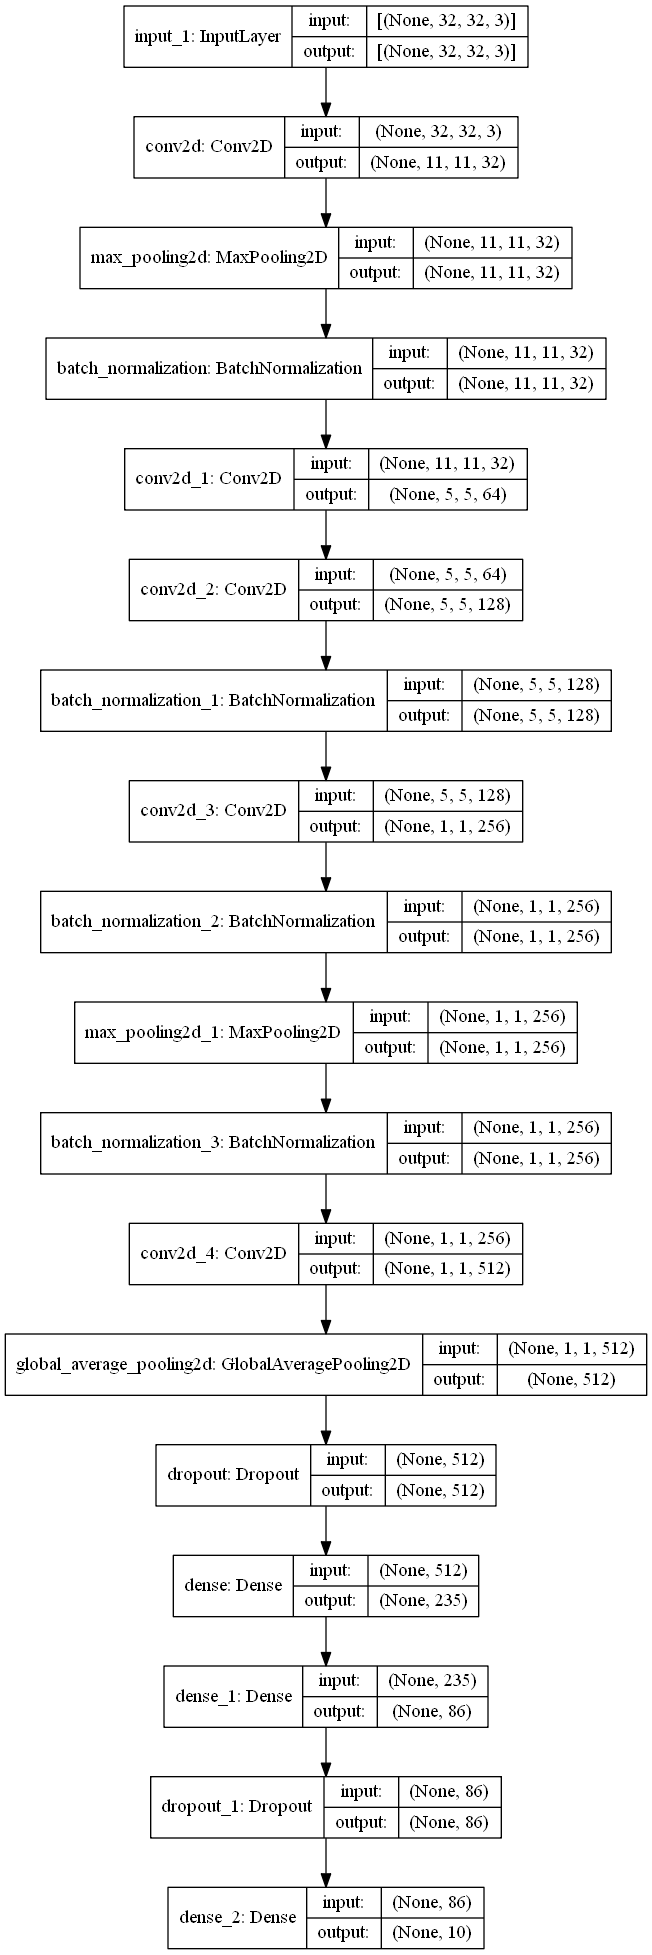 input_1: InputLayer
input: [(None, 32, 32, 3)]
output: [(None, 32, 32, 3)]
conv2d: Conv2D
input: (None, 32, 32, 3)
output: (None, 11, 11, 32)
max_pooling2d: MaxPooling2D
input: (None, 11, 11, 32)
output: (None, 11, 11, 32)
batch_normalization: BatchNormalization
input: (None, 11, 11, 32)
output: (None, 11, 11, 32)
conv2d_1: Conv2D
input: (None, 11, 11, 32)
output: (None, 5, 5, 64)
conv2d_2: Conv2D
input: (None, 5, 5, 64)
output: (None, 5, 5, 128)
batch_normalization_1: BatchNormalization
input: (None, 5, 5, 128)
output: (None, 5, 5, 128)
conv2d_3: Conv2D
input: (None, 5, 5, 128)
output: (None, 1, 1, 256)
batch_normalization_2: BatchNormalization
input: (None, 1, 1, 256)
output: (None, 1, 1, 256)
max_pooling2d_1: MaxPooling2D
input: (None, 1, 1, 256)
output: (None, 1, 1, 256)
batch_normalization_3: BatchNormalization
input: (None, 1, 1, 256)
output: (None, 1, 1, 256)
conv2d_4: Conv2D
input: (None, 1, 1, 256)
output: (None, 1, 1, 512)
global_average_pooling2d: GlobalAveragePooling2D
input: (None, 1, 1, 512)
output: (None, 512)
dropout: Dropout
input: (None, 512)
output: (None, 512)
dense: Dense
input: (None, 512)
output: (None, 235)
dense_1: Dense
input: (None, 235)
output: (None, 86)
dropout_1: Dropout
input: (None, 86)
output: (None, 86)
dense_2: Dense
input: (None, 86)
output: (None, 10)